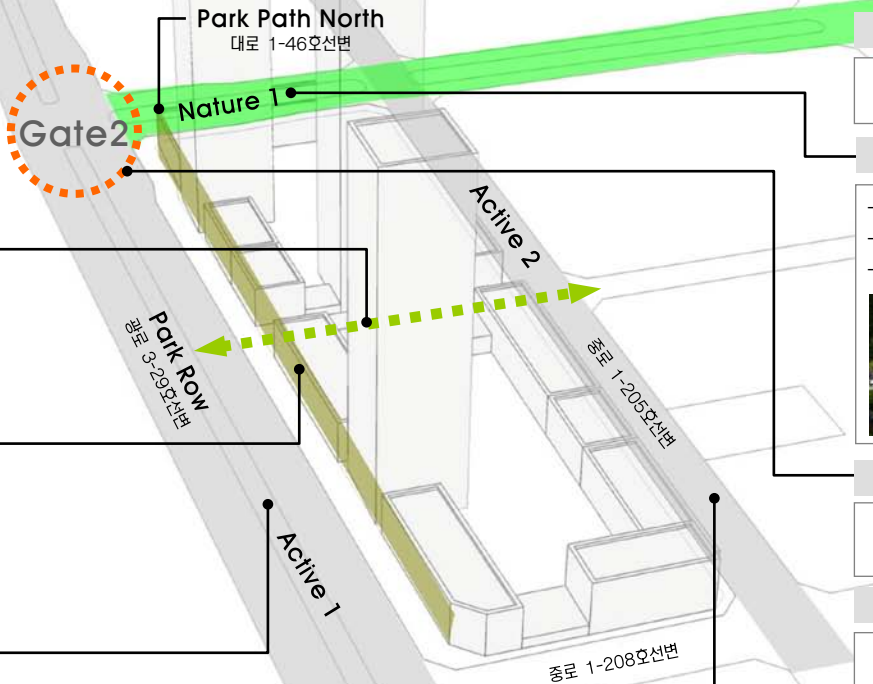 Park Path North
대로 1-46호선변
Nature 1
Gate2
Active 2
Park Row
광로 3-29호선변
중로 1-205호선변
Active 1
중로 1-208호선변